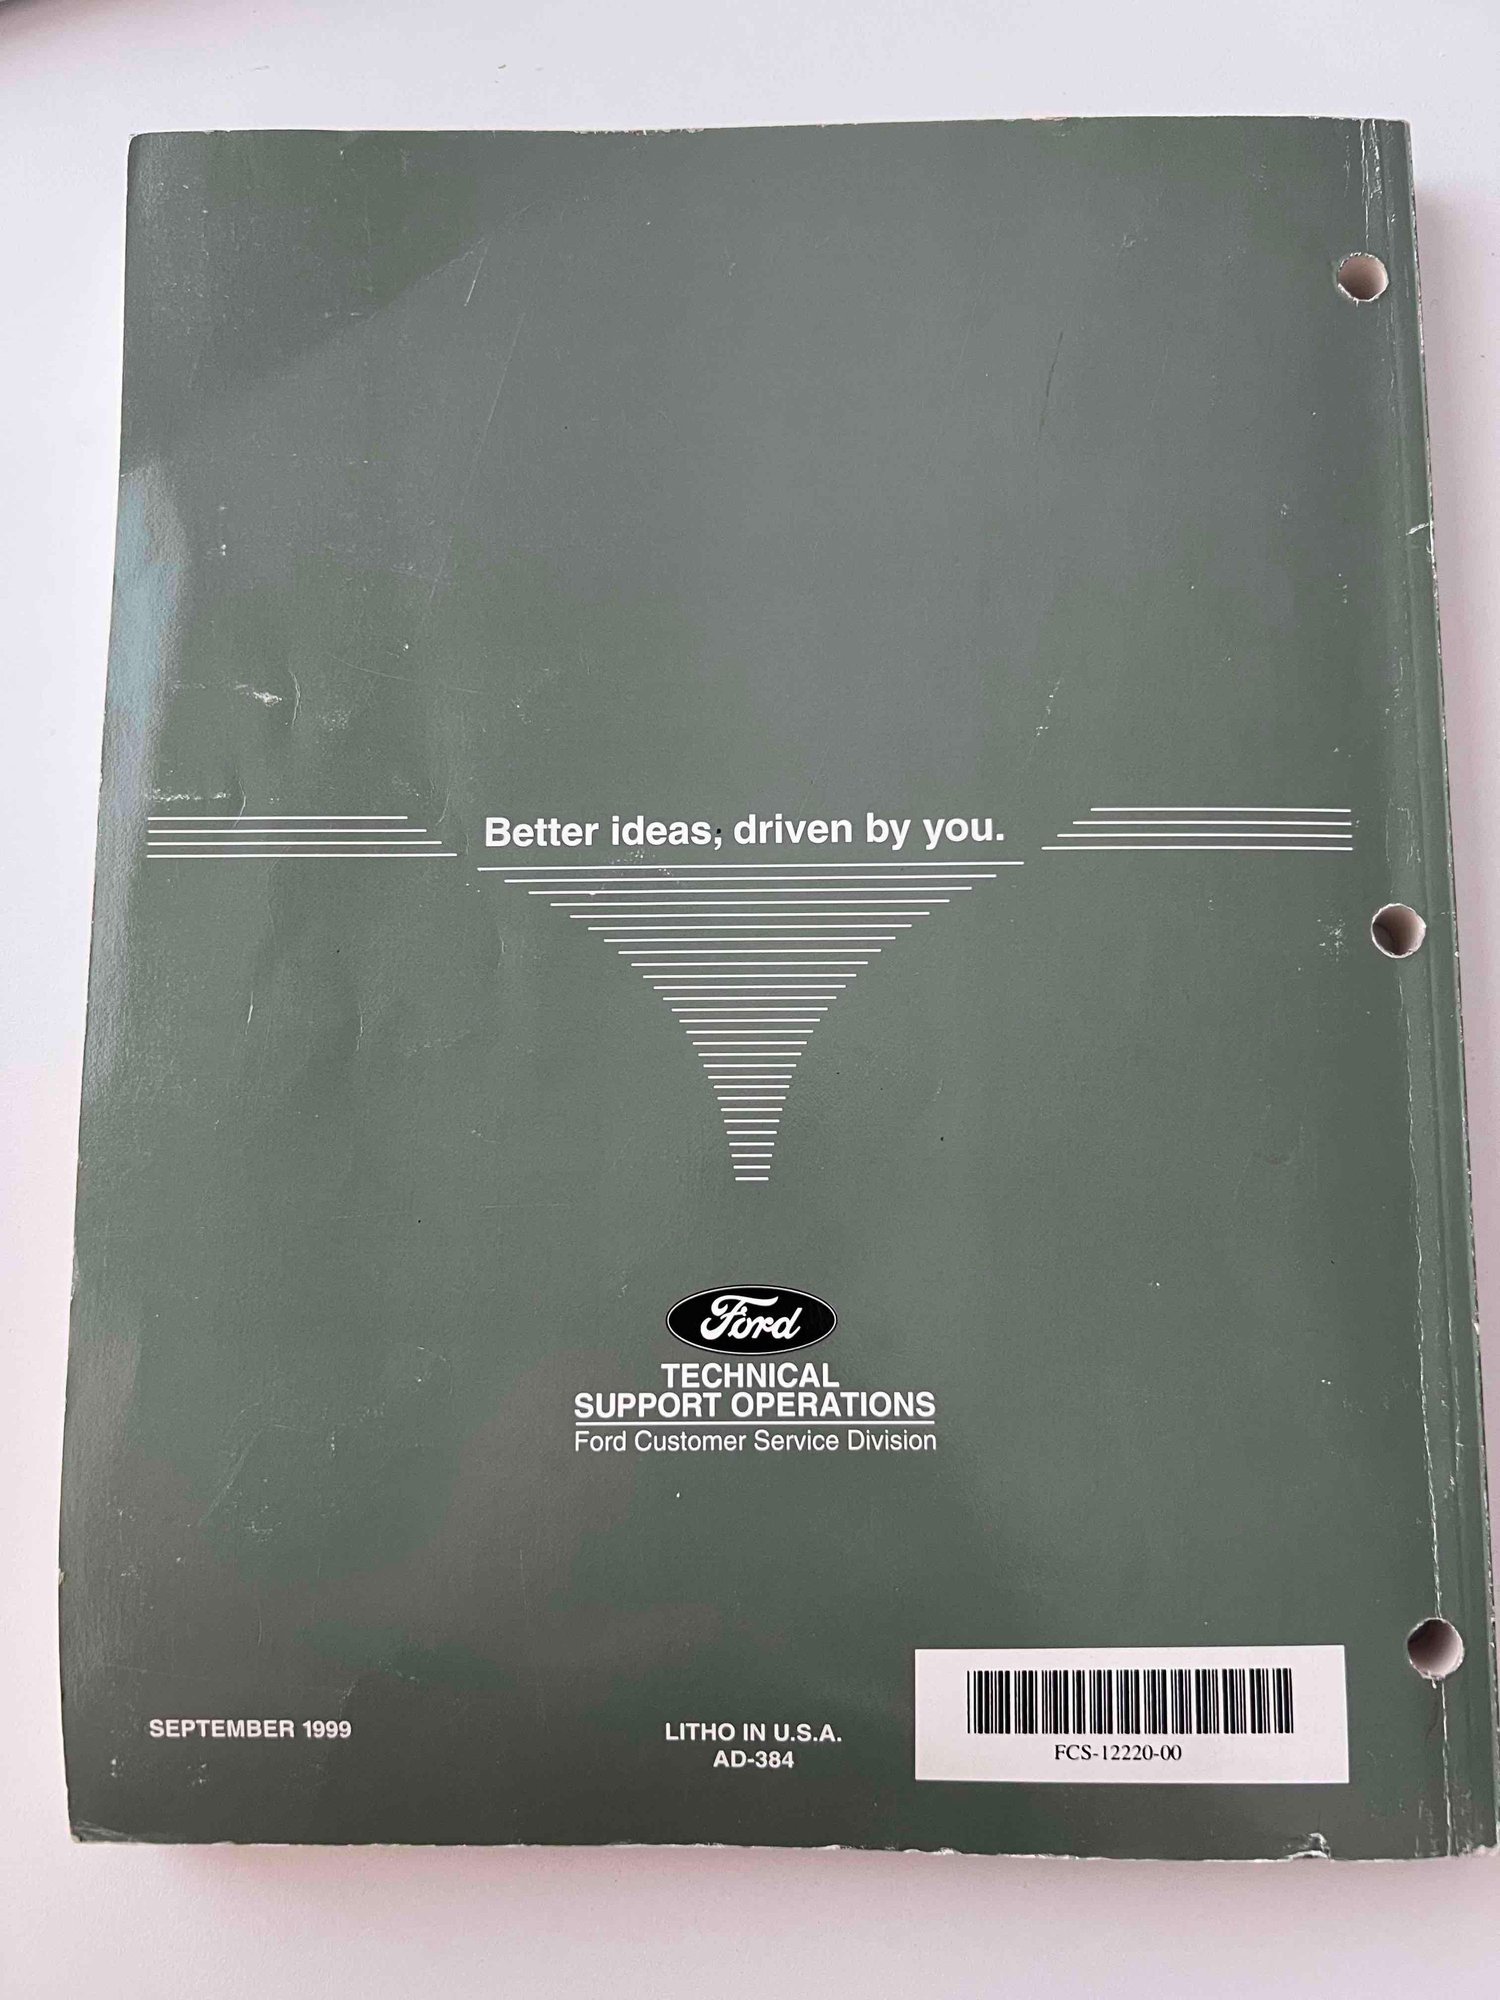 Better ideas, driven by you.
Ford
TECHNICAL
SUPPORT OPERATIONS
Ford Customer Service Division
SEPTEMBER 1999
LITHO IN U.S.A.
AD-384
FCS-12220-00